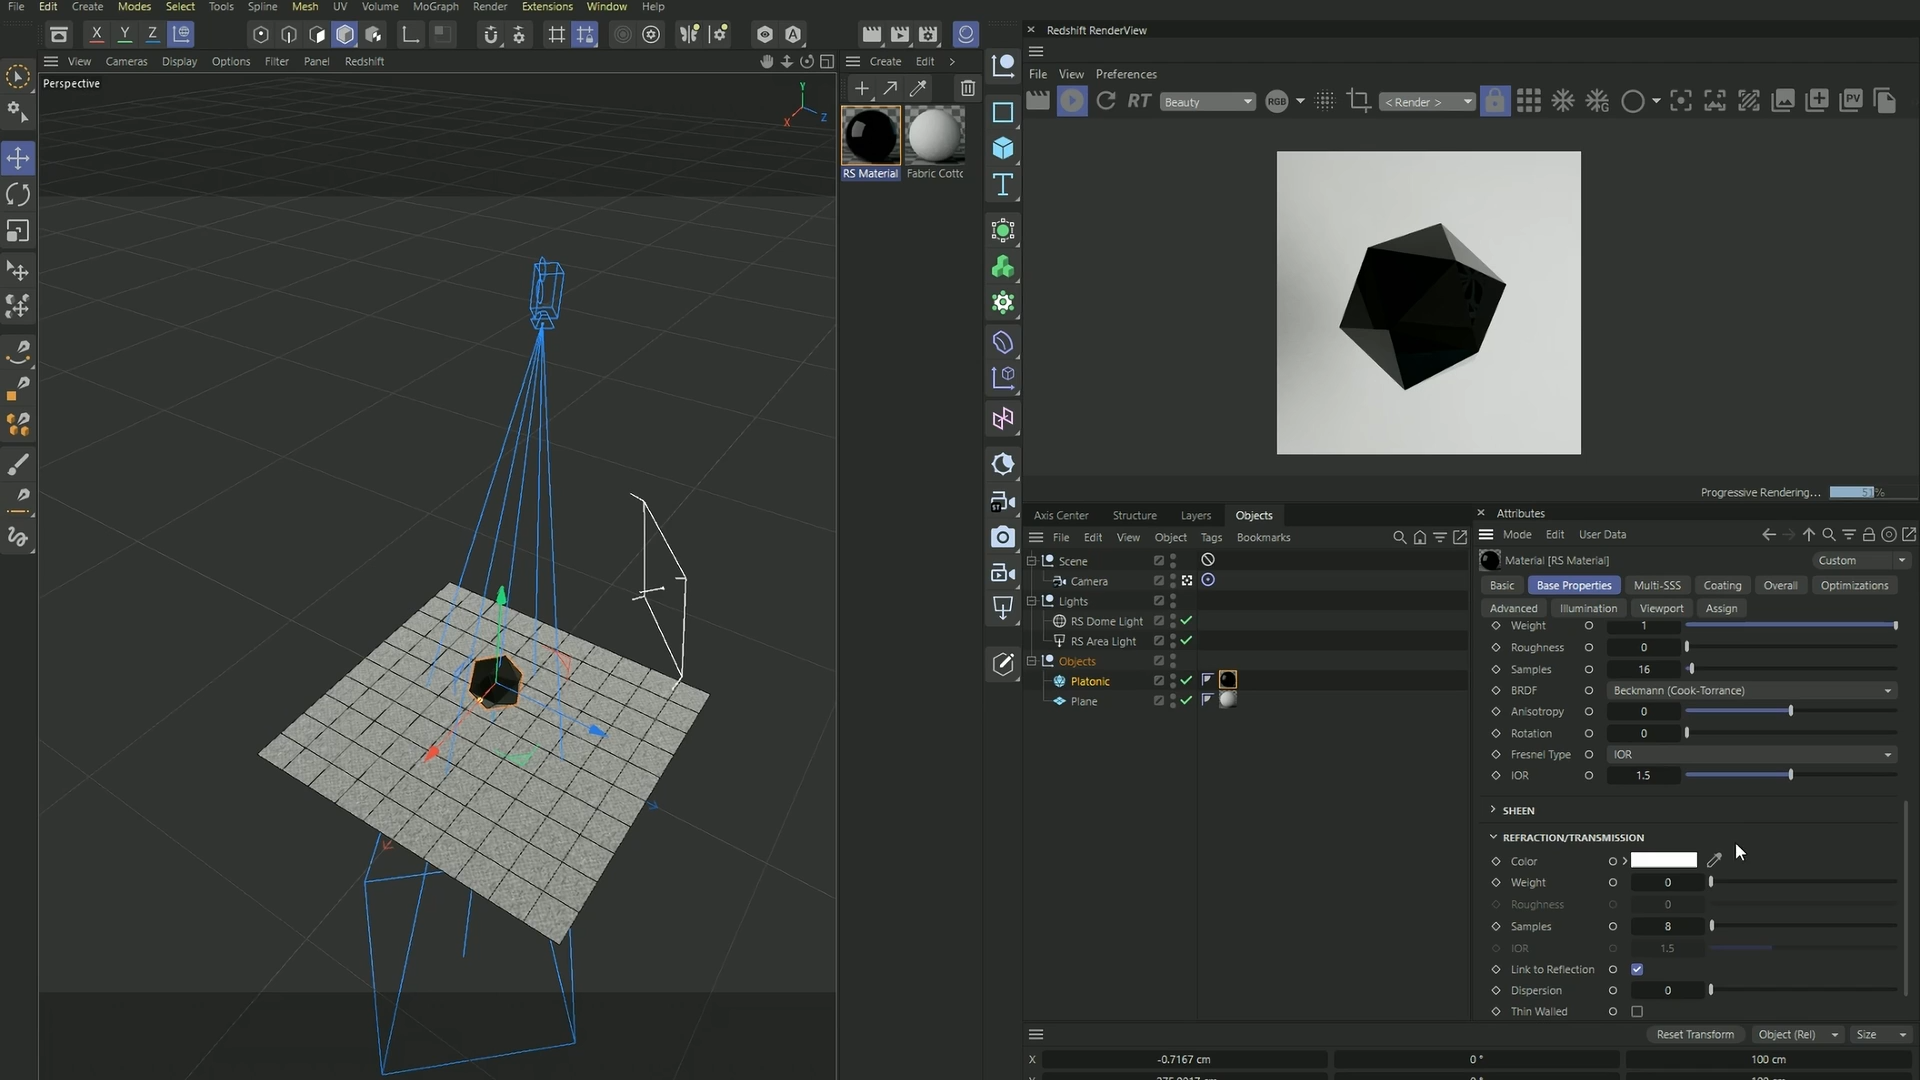 File Edit Create Modes Select Tools Spline Mesh UV Volume MoGraph Render Extensions Window Help
X Y Z
View Cameras Display Options Filter Panel Redshift
Perspective
Y
X
Z
Create Edit
RS Material Fabric Cotto
Redshift RenderView
File View Preferences
RT Beauty RGB < Render > PV
Progressive Rendering... 51%
Axis Center Structure Layers Objects
File Edit View Object Tags Bookmarks
Scene
Camera
Lights
RS Dome Light
RS Area Light
Objects
Platonic
Plane
Attributes
Mode Edit User Data
Material [RS Material] Custom
Basic Base Properties Multi-SSS Coating Overall Optimizations
Advanced Illumination Viewport Assign
Weight 1
Roughness 0
Samples 16
BRDF Beckmann (Cook-Torrance)
Anisotropy 0
Rotation 0
Fresnel Type IOR
IOR 1.5
SHEEN
REFRACTION/TRANSMISSION
Color
Weight 0
Roughness 0
Samples 8
IOR 1.5
Link to Reflection
Dispersion 0
Thin Walled
Reset Transform Object (Rel) Size
X -0.7167 cm 0 ° 100 cm